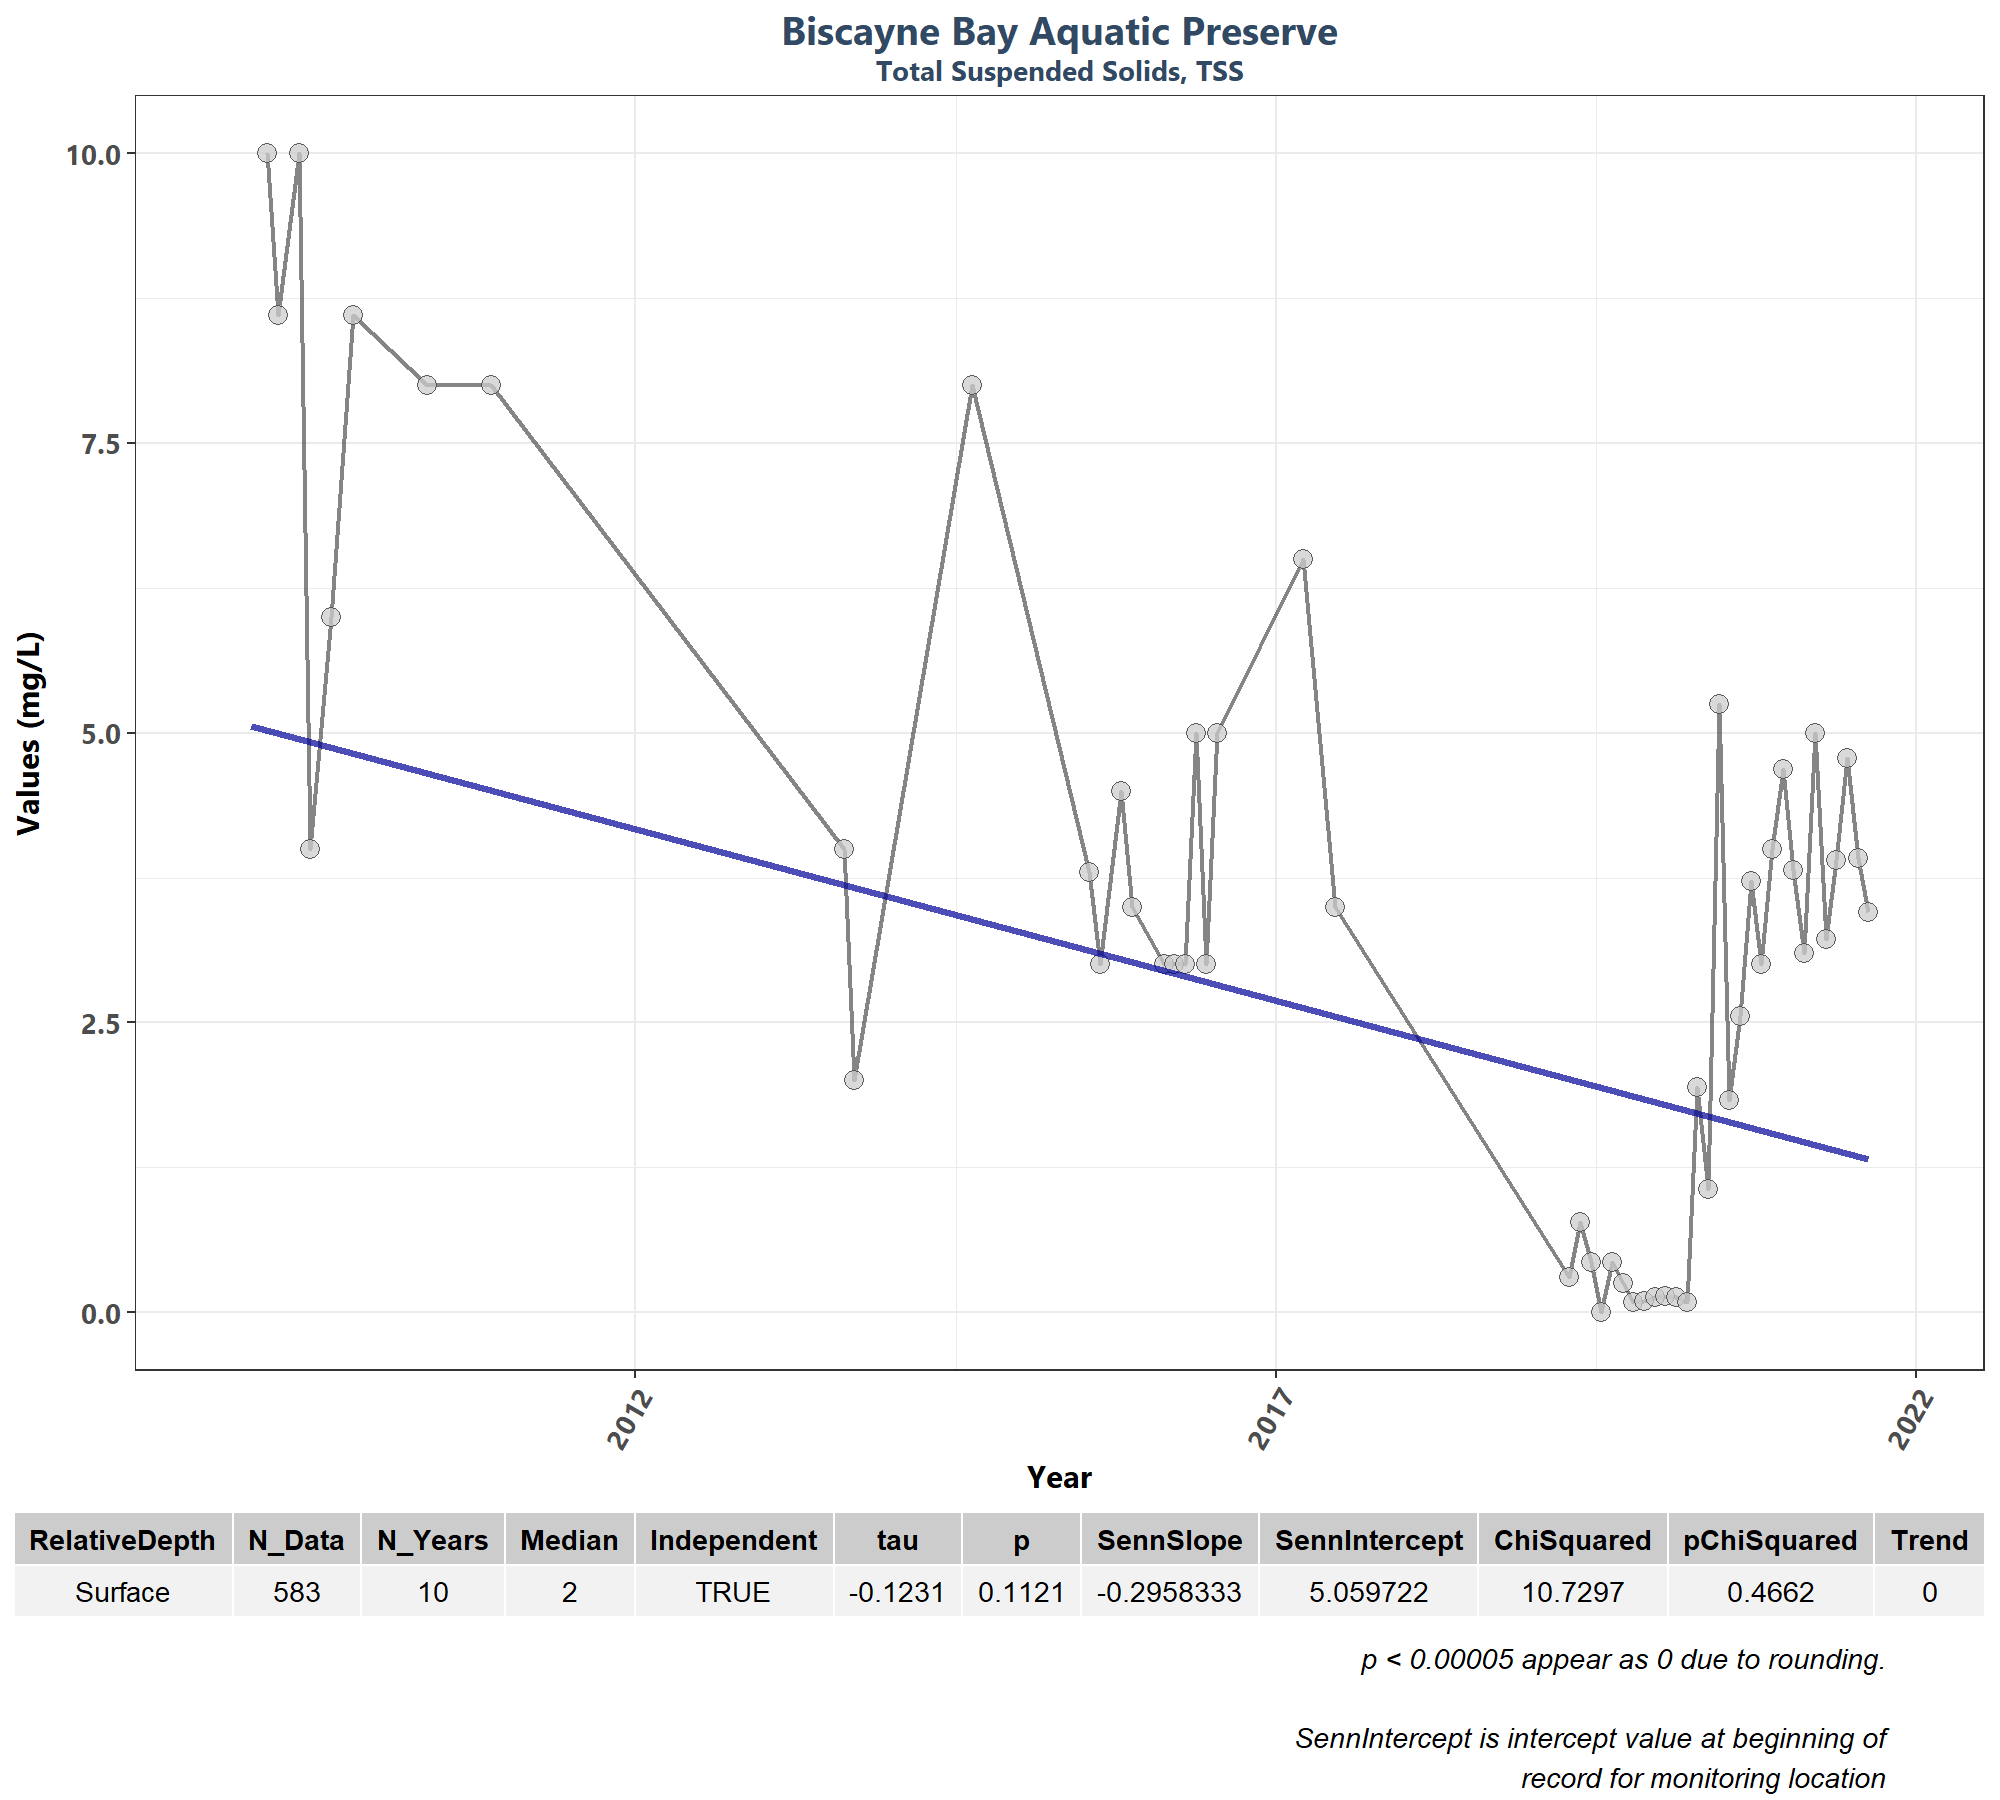 Biscayne Bay Aquatic Preserve
Total Suspended Solids, TSS
Values (mg/L)
10.0
7.5
5.0
2.5
0.0
2012
2017
2022
Year
RelativeDepth N_Data N_Years Median Independent tau p SennSlope SennIntercept ChiSquared pChiSquared Trend
Surface 583 10 2 TRUE -0.1231 0.1121 -0.2958333 5.059722 10.7297 0.4662 0
p < 0.00005 appear as 0 due to rounding.
SennIntercept is intercept value at beginning of
record for monitoring location